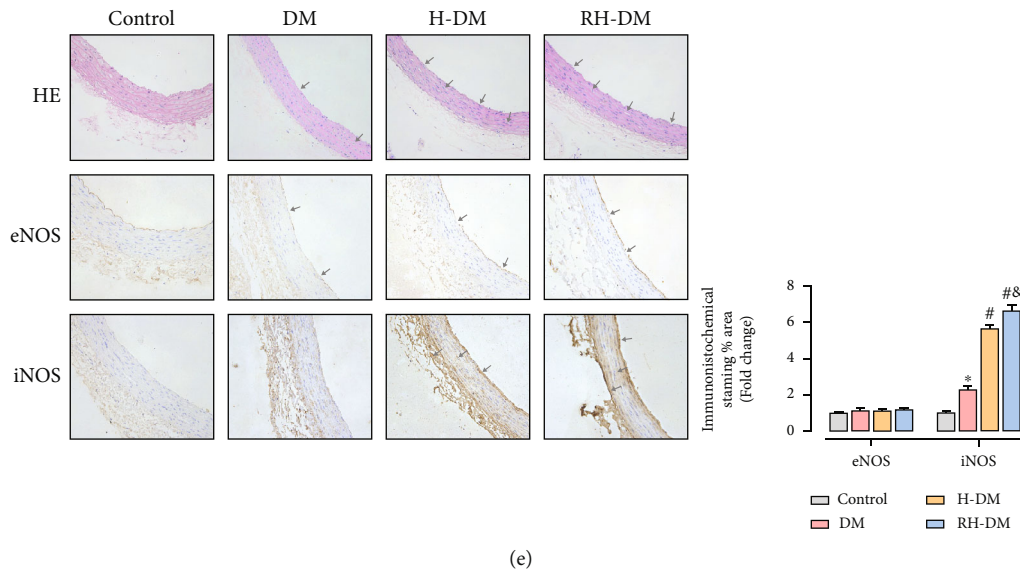 Control DM H-DM RH-DM
HE
eNOS
iNOS
Immunonistochemical
staming % area
(Fold change)
8
6
4
2
0
*
#
#&
eNOS iNOS
Control H-DM
DM RH-DM
(e)